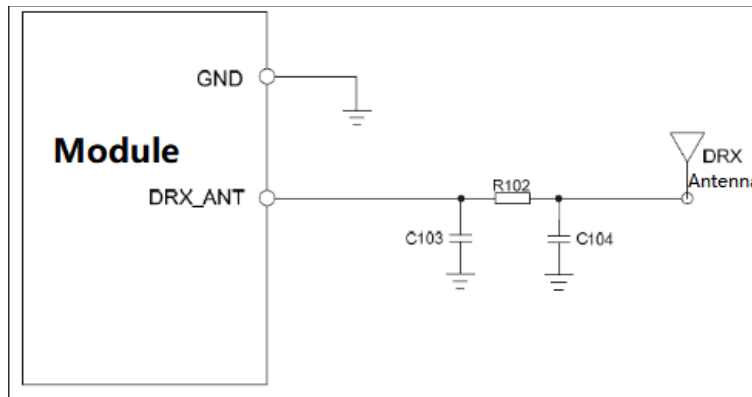 GND
Module
DRX_ANT
R102
DRX
Antenna
C103
C104